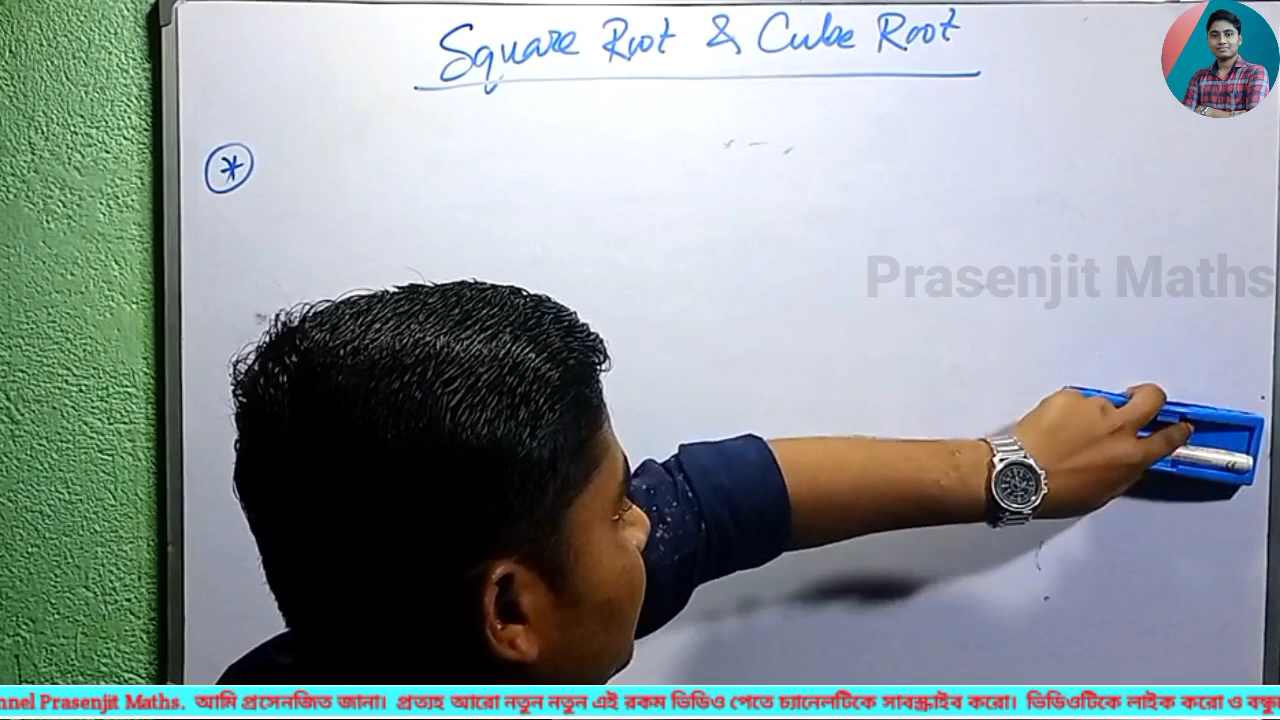 Square Root & Cube Root
*
Prasenjit Maths
nnel Prasenjit Maths. আমি প্রসেনজিত জানা। প্রত্যহ আরো নতুন নতুন এই রকম ভিডিও পেতে চ্যানেলটিকে সাবস্ক্রাইব করো। ভিডিওটিকে লাইক করো ও বন্ধু